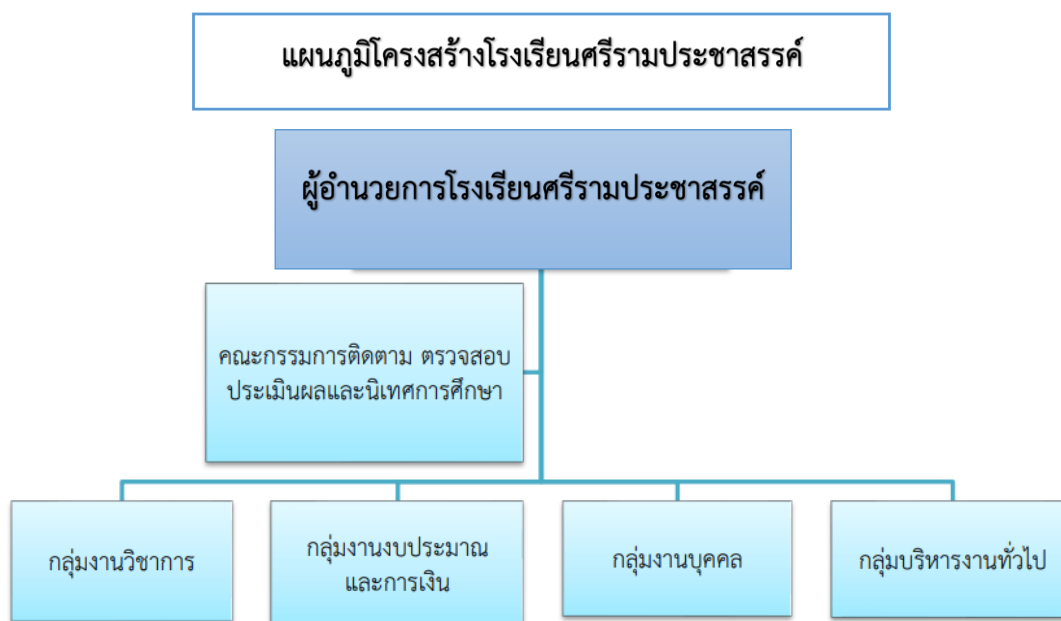 แผนภูมิโครงสร้างโรงเรียนศรีรามประชาสรรค์
ผู้อำนวยการโรงเรียนศรีรามประชาสรรค์
คณะกรรมการติดตาม ตรวจสอบ
ประเมินผลและนิเทศการศึกษา
กลุ่มงานวิชาการ
กลุ่มงานงบประมาณ
และการเงิน
กลุ่มงานบุคคล
กลุ่มบริหารงานทั่วไป